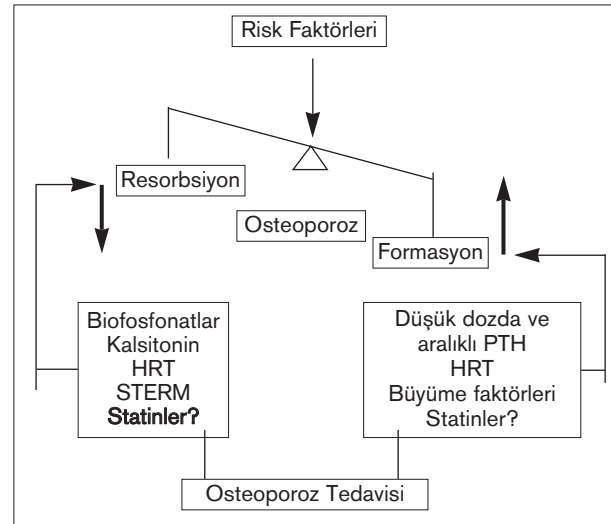 Risk Faktörleri
Resorbsiyon
Osteoporoz
Formasyon
Biofosfonatlar
Kalsitonin
HRT
STERM
Statinler?
Düşük dozda ve
aralıklı PTH
HRT
Büyüme faktörleri
Statinler?
Osteoporoz Tedavisi